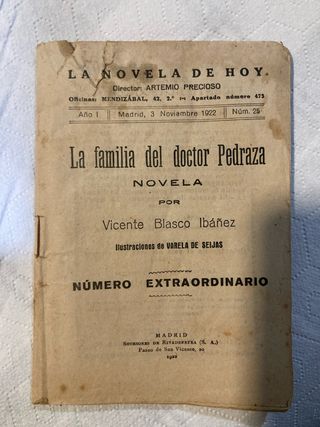 LA NOVELA DE HOY.
Director: ARTEMIO PRECIOSO
Oficinas: MENDIZÁBAL, 42, 2.º :-: Apartado número 473
Año I Madrid, 3 Noviembre 1922 Núm. 25
La familia del doctor Pedraza
NOVELA
POR
Vicente Blasco Ibáñez
Ilustraciones de VARELA DE SEIJAS
NÚMERO EXTRAORDINARIO
MADRID
SUCESORES DE RIVADENEYRA (S. A.)
Paseo de San Vicente, 20
1922